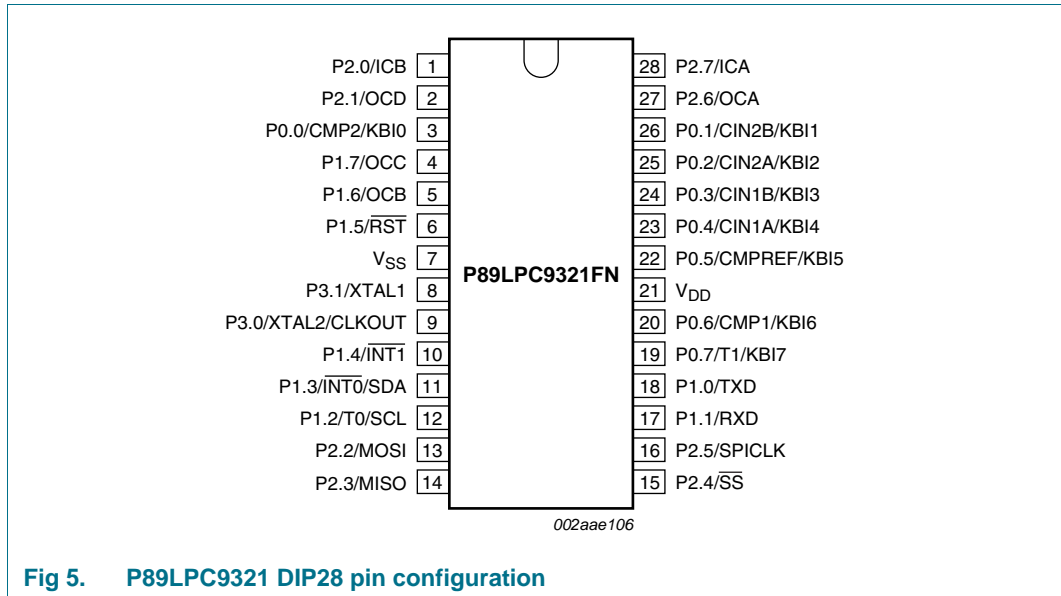 P2.0/ICB 1
P2.1/OCD 2
P0.0/CMP2/KBI0 3
P1.7/OCC 4
P1.6/OCB 5
P1.5/R̅S̅T̅ 6
VSS 7
P3.1/XTAL1 8
P3.0/XTAL2/CLKOUT 9
P1.4/I̅N̅T̅1̅ 10
P1.3/I̅N̅T̅0̅/SDA 11
P1.2/T0/SCL 12
P2.2/MOSI 13
P2.3/MISO 14
P89LPC9321FN
28 P2.7/ICA
27 P2.6/OCA
26 P0.1/CIN2B/KBI1
25 P0.2/CIN2A/KBI2
24 P0.3/CIN1B/KBI3
23 P0.4/CIN1A/KBI4
22 P0.5/CMPREF/KBI5
21 VDD
20 P0.6/CMP1/KBI6
19 P0.7/T1/KBI7
18 P1.0/TXD
17 P1.1/RXD
16 P2.5/SPICLK
15 P2.4/S̅S̅
002aae106
Fig 5. P89LPC9321 DIP28 pin configuration